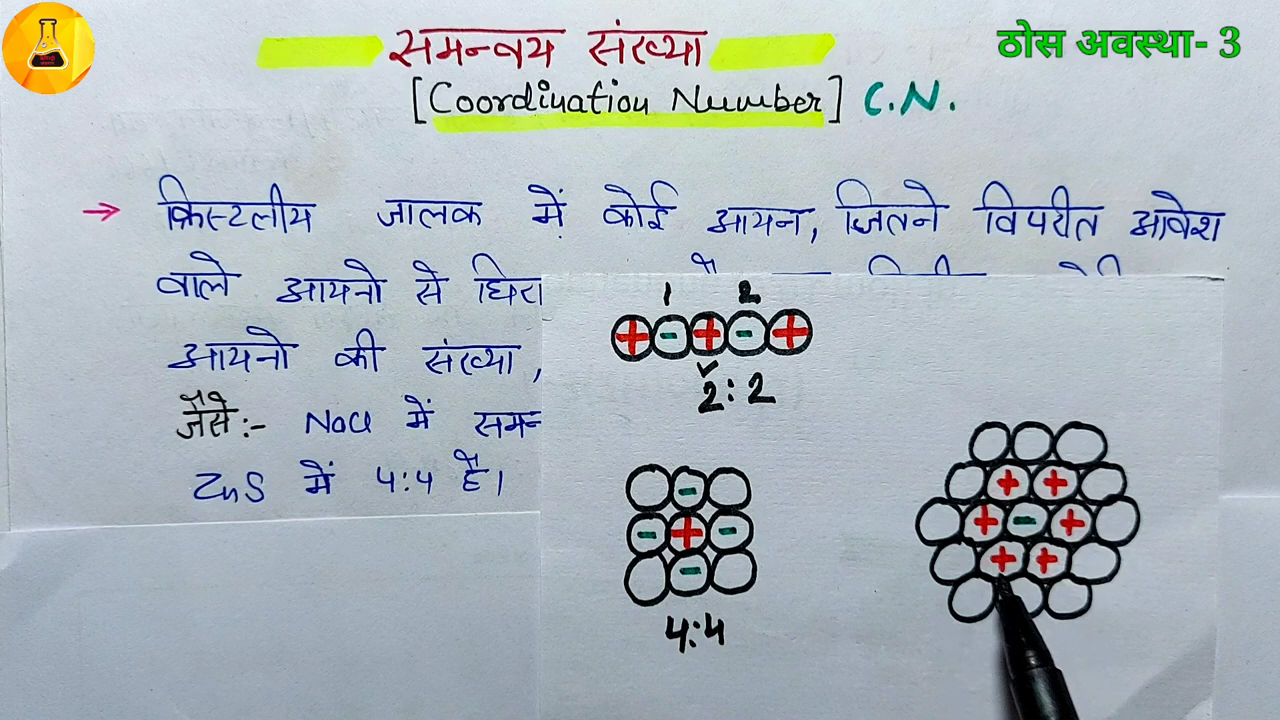 ठोस अवस्था- 3
समन्वय संख्या
[Coordination Number] C.N.
→ क्रिस्टलीय जालक में कोई आयन, जितने विपरीत आवेश
वाले आयनो से घिरा
आयनो की संख्या,
जैसे:- NaCl में समन
ZnS में 4:4 है।
1 2
+ - + - +
✓
2:2
-
- + -
-
4:4
+ +
+ - +
+ +